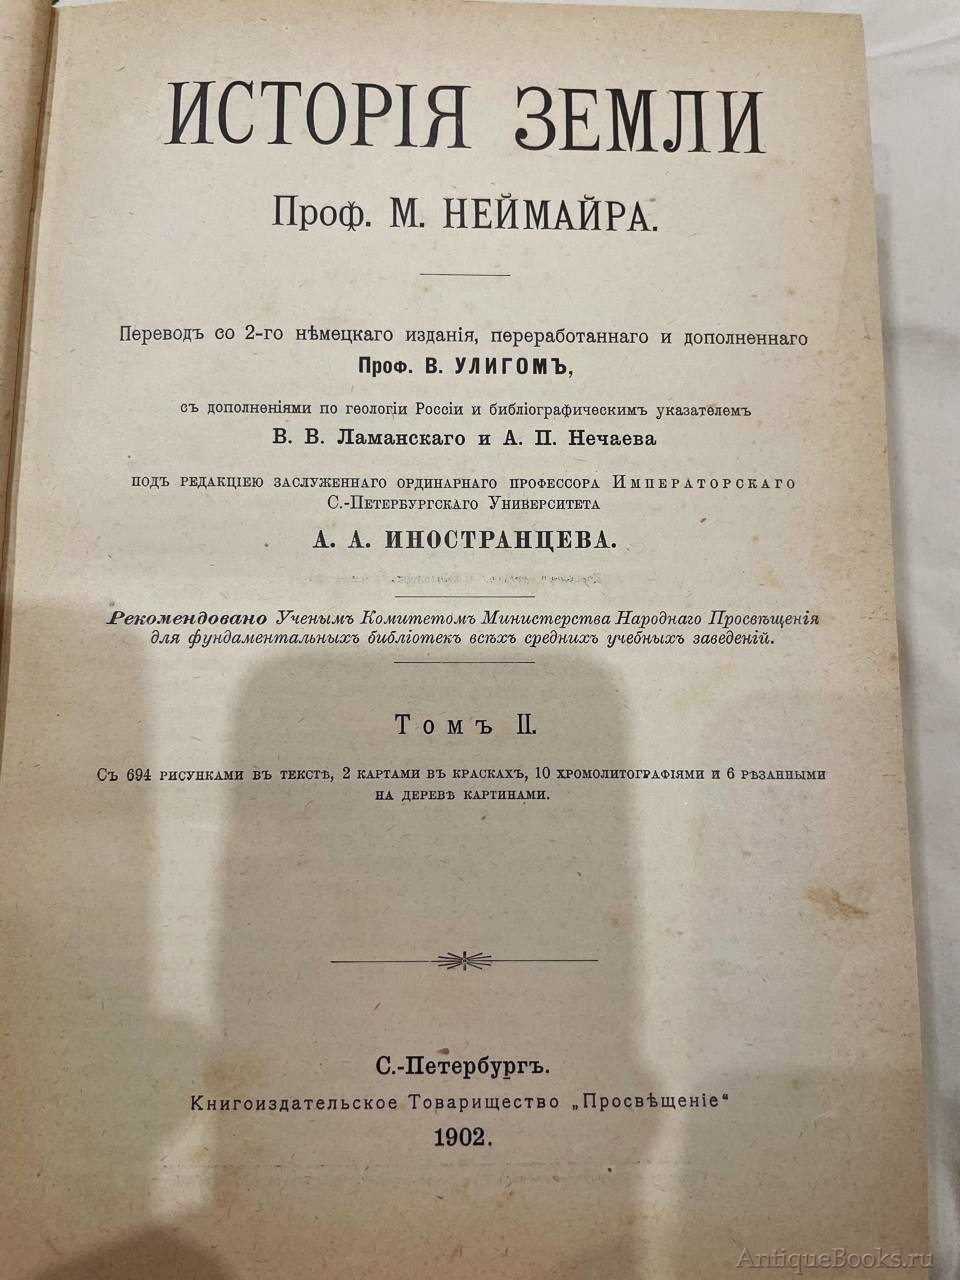 ИСТОРІЯ ЗЕМЛИ
Проф. М. НЕЙМАЙРА.
Переводъ со 2-го нѣмецкаго изданія, переработаннаго и дополненнаго
Проф. В. УЛИГОМЪ,
съ дополненіями по геологіи Россіи и библіографическимъ указателемъ
В. В. Ламанскаго и А. П. Нечаева
подъ редакціею заслуженнаго ординарнаго профессора Императорскаго
С.-Петербургскаго Университета
А. А. ИНОСТРАНЦЕВА.
Рекомендовано Ученымъ Комитетомъ Министерства Народнаго Просвѣщенія
для фундаментальныхъ библіотекъ всѣхъ среднихъ учебныхъ заведеній.
Томъ II.
Съ 694 рисунками въ текстѣ, 2 картами въ краскахъ, 10 хромолитографіями и 6 рѣзанными
на деревѣ картинами.
С.-Петербургъ.
Книгоиздательское Товарищество „Просвѣщеніе“
1902.
AntiqueBooks.ru